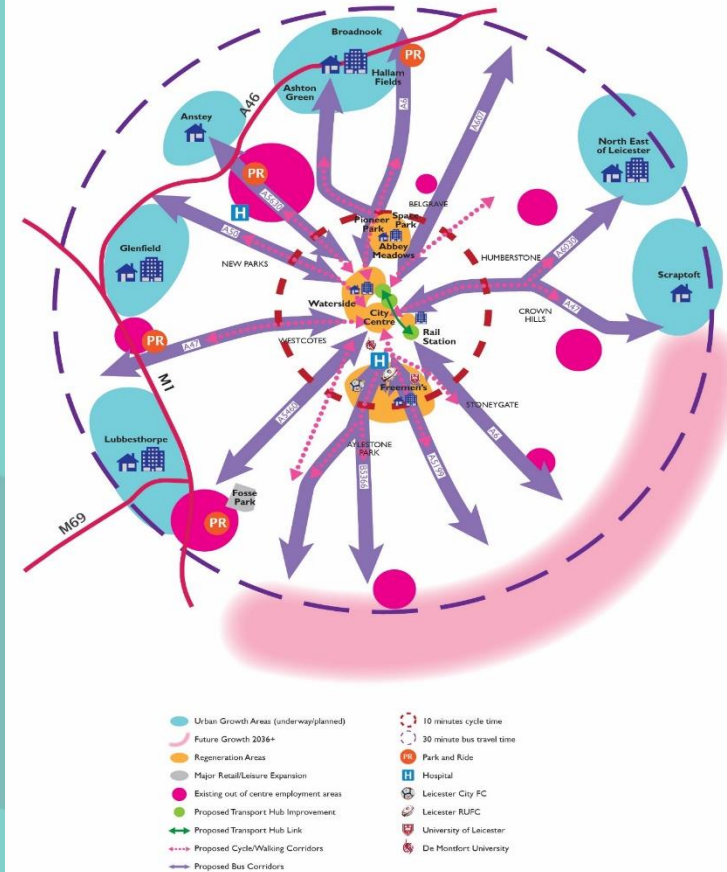 Broadnook
PR
Ashton
Green
Hallam
Fields
A46
A6
A607
Anstey
PR
A5630
H
North East
of Leicester
BELGRAVE
Pioneer
Park
Space
Park
Abbey
Meadows
A50
NEW PARKS
Glenfield
HUMBERSTONE
A6030
Scraptoft
Waterside
City
Centre
CROWN
HILLS
A47
Rail
Station
PR
A47
WESTCOTES
M1
H
Freemen's
STONEYGATE
A5460
A6
Lubbesthorpe
AYLESTONE
PARK
A5199
Fosse
Park
PR
M69
Urban Growth Areas (underway/planned)
Future Growth 2036+
Regeneration Areas
Major Retail/Leisure Expansion
Existing out of centre employment areas
Proposed Transport Hub Improvement
Proposed Transport Hub Link
Proposed Cycle/Walking Corridors
Proposed Bus Corridors
10 minutes cycle time
30 minute bus travel time
PR Park and Ride
H Hospital
Leicester City FC
Leicester RUFC
University of Leicester
De Montfort University